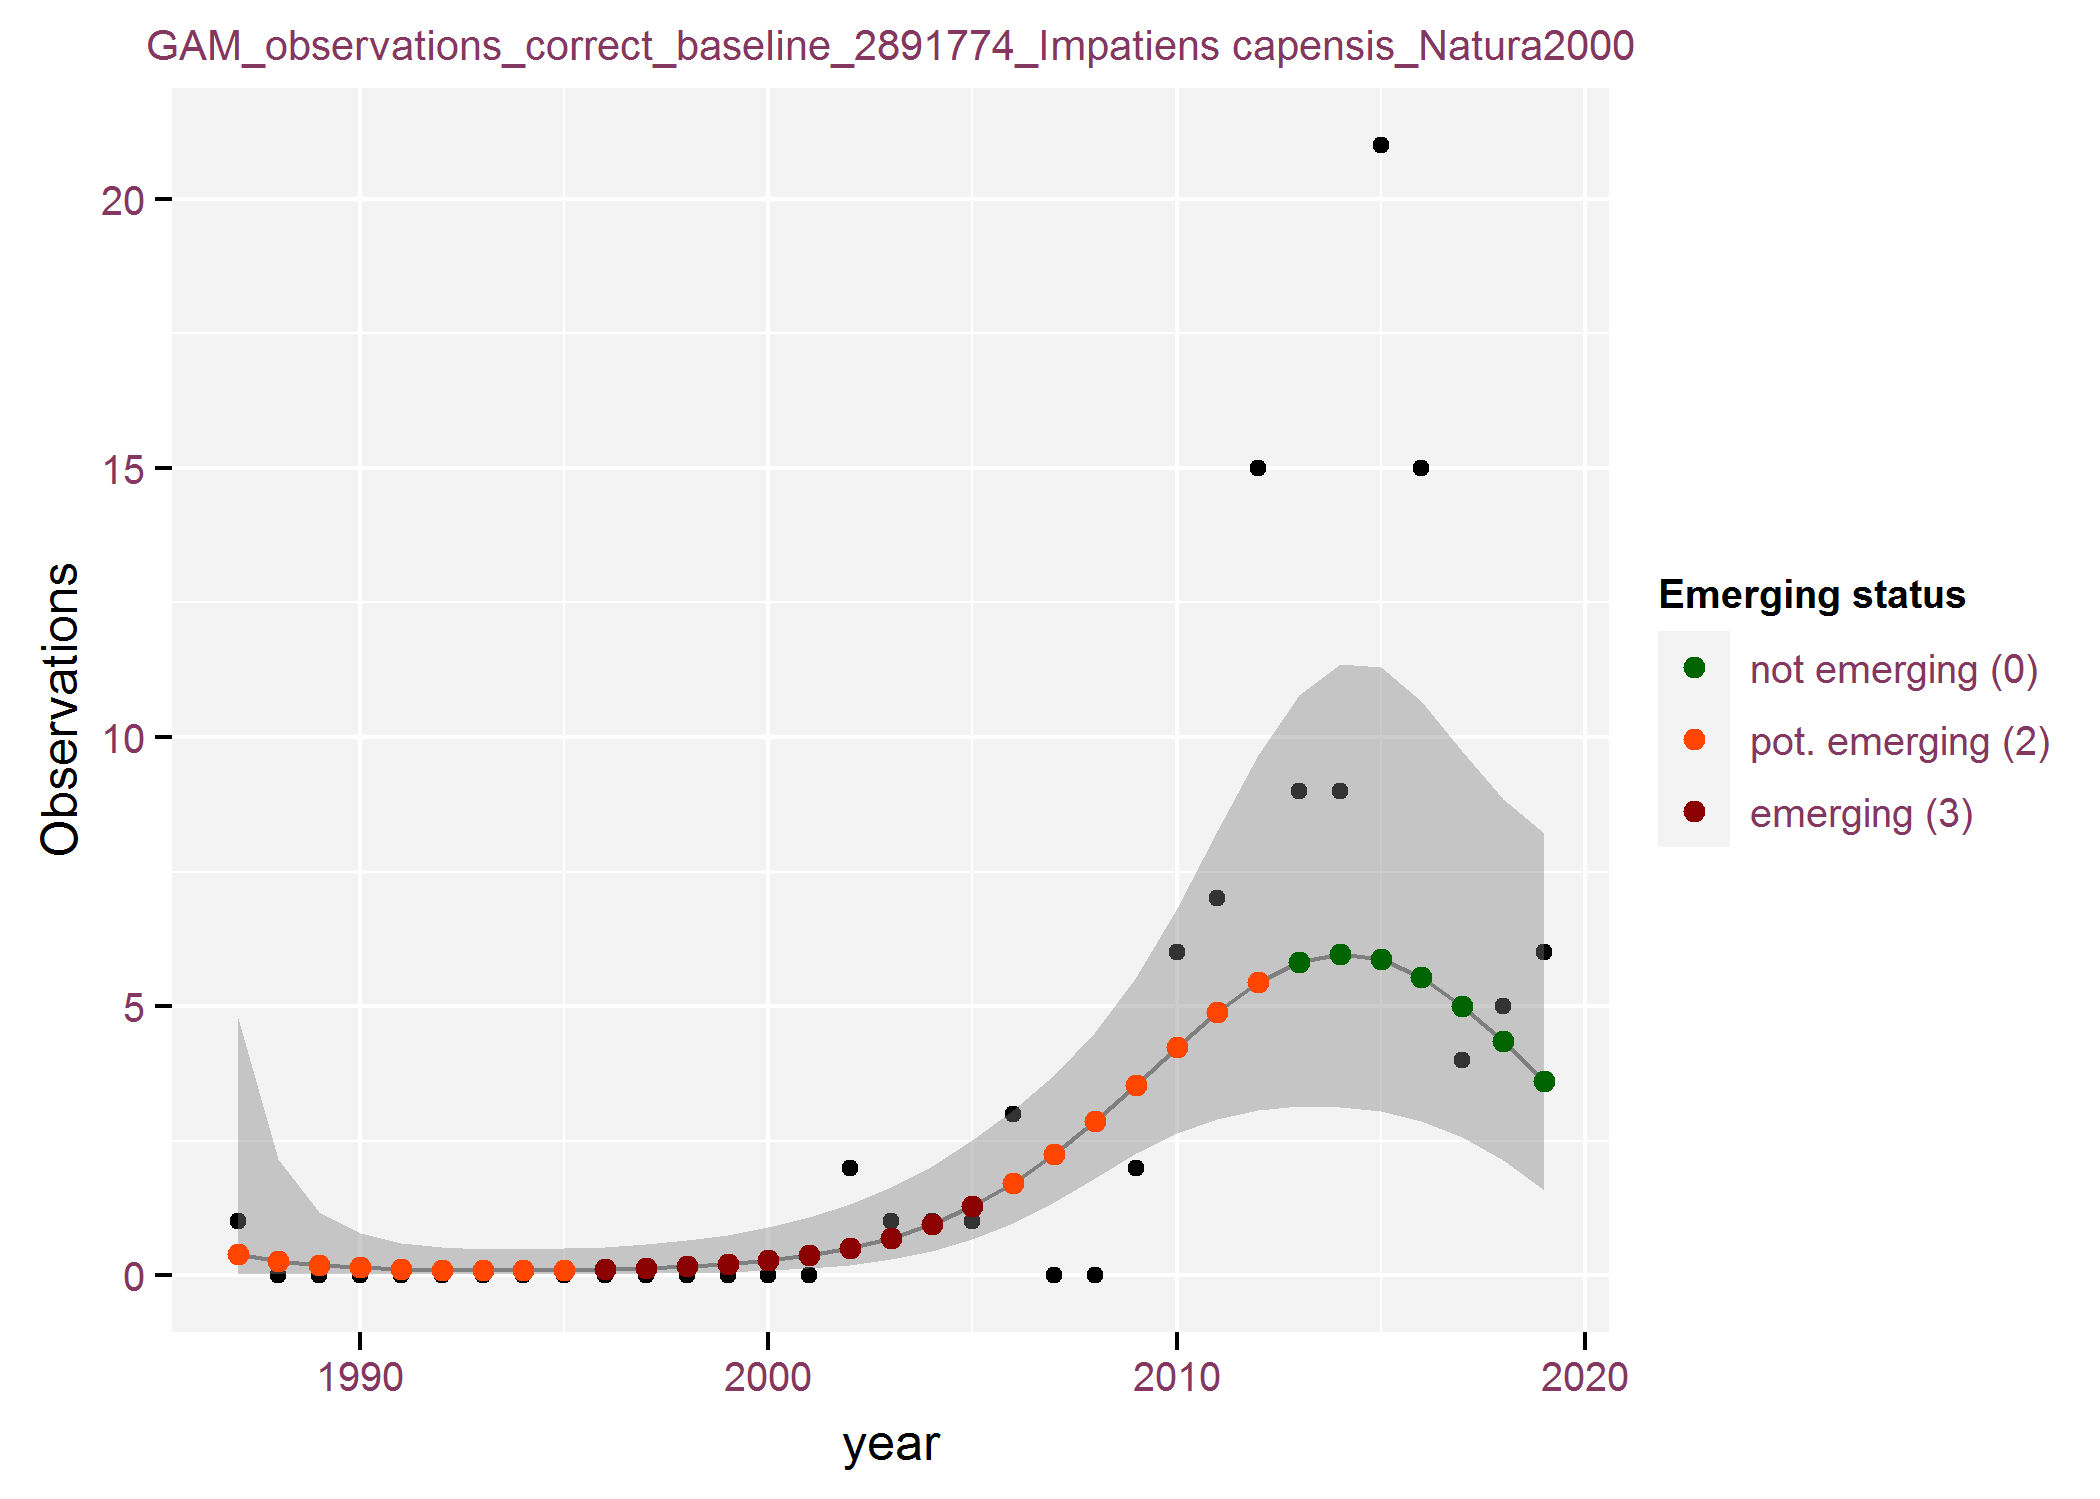 GAM_observations_correct_baseline_2891774_Impatiens capensis_Natura2000
20
15
10
5
0
Observations
1990
2000
2010
2020
year
Emerging status
not emerging (0)
pot. emerging (2)
emerging (3)